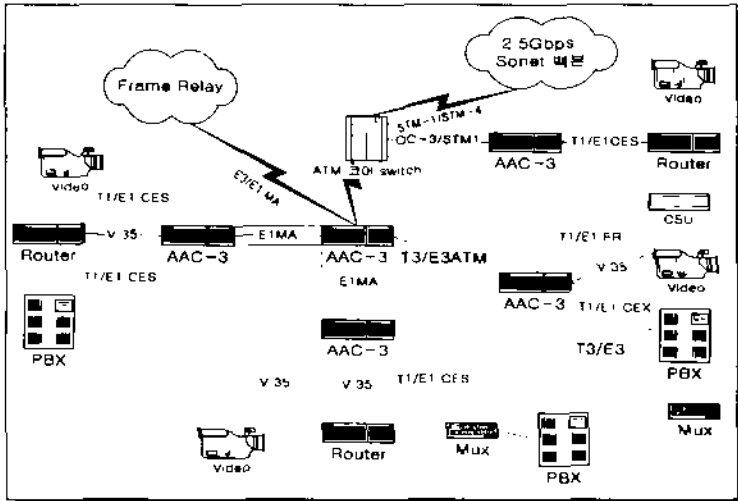 2.5Gbps
Sonet 백본
Frame Relay
Video
STM-1/STM-4
OC-3/STM1
T1/E1CES
AAC-3
Router
ATM switch
E3/E1 MA
Video
T1/E1 CES
CSU
V.35
E1MA
T3/E3ATM
T1/E1 FR
Router
AAC-3
AAC-3
V 35
Video
T1/E1 CES
E1MA
AAC-3
T1/E1 CEX
PBX
AAC-3
T3/E3
PBX
V 35
V 35
T1/E1 CES
Video
Router
Mux
PBX
Mux